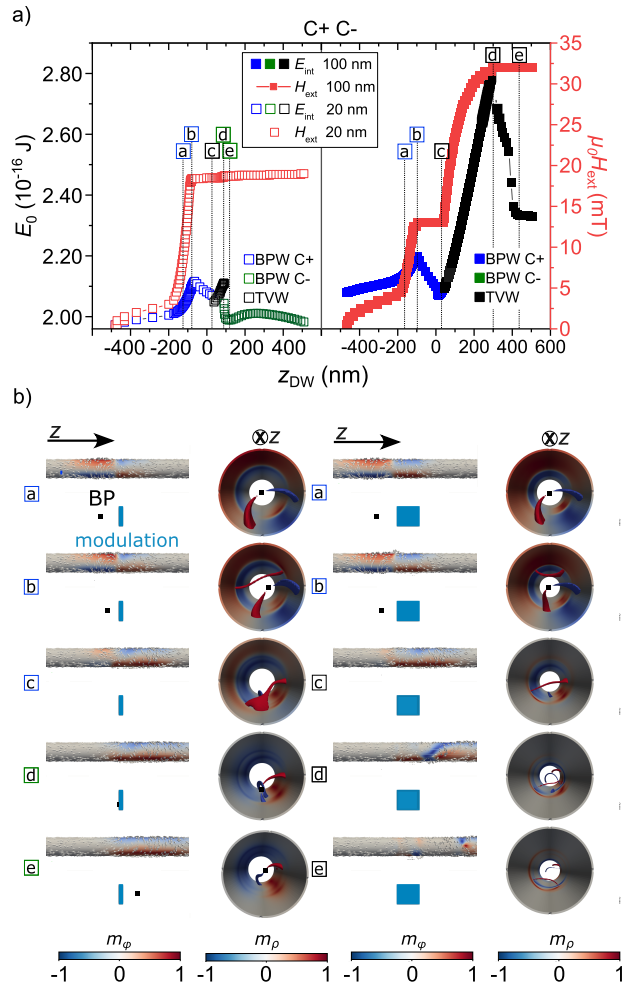 a)
C+ C-
E_int 100 nm
H_ext 100 nm
E_int 20 nm
H_ext 20 nm
E_0 (10^-16 J)
2.80
2.60
2.40
2.20
2.00
a
b
c
d
e
BPW C+
BPW C-
TVW
-400 -200 0 200 400
a
b
c
d
e
BPW C+
BPW C-
TVW
-400 -200 0 200 400 600
35
30
25
20
15
10
5
0
μ_0H_ext (mT)
z_DW (nm)
b)
z
z
z
z
a
BP
modulation
a
b
b
c
c
d
d
e
e
m_φ
m_ρ
m_φ
m_ρ
-1 0 1
-1 0 1
-1 0 1
-1 0 1